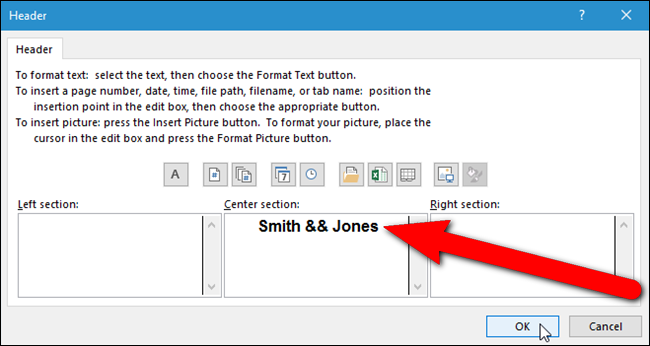 Header
?
Header
To format text: select the text, then choose the Format Text button.
To insert a page number, date, time, file path, filename, or tab name: position the
insertion point in the edit box, then choose the appropriate button.
To insert picture: press the Insert Picture button. To format your picture, place the
cursor in the edit box and press the Format Picture button.
A # # 7
Left section: Center section: Right section:
Smith && Jones
OK Cancel